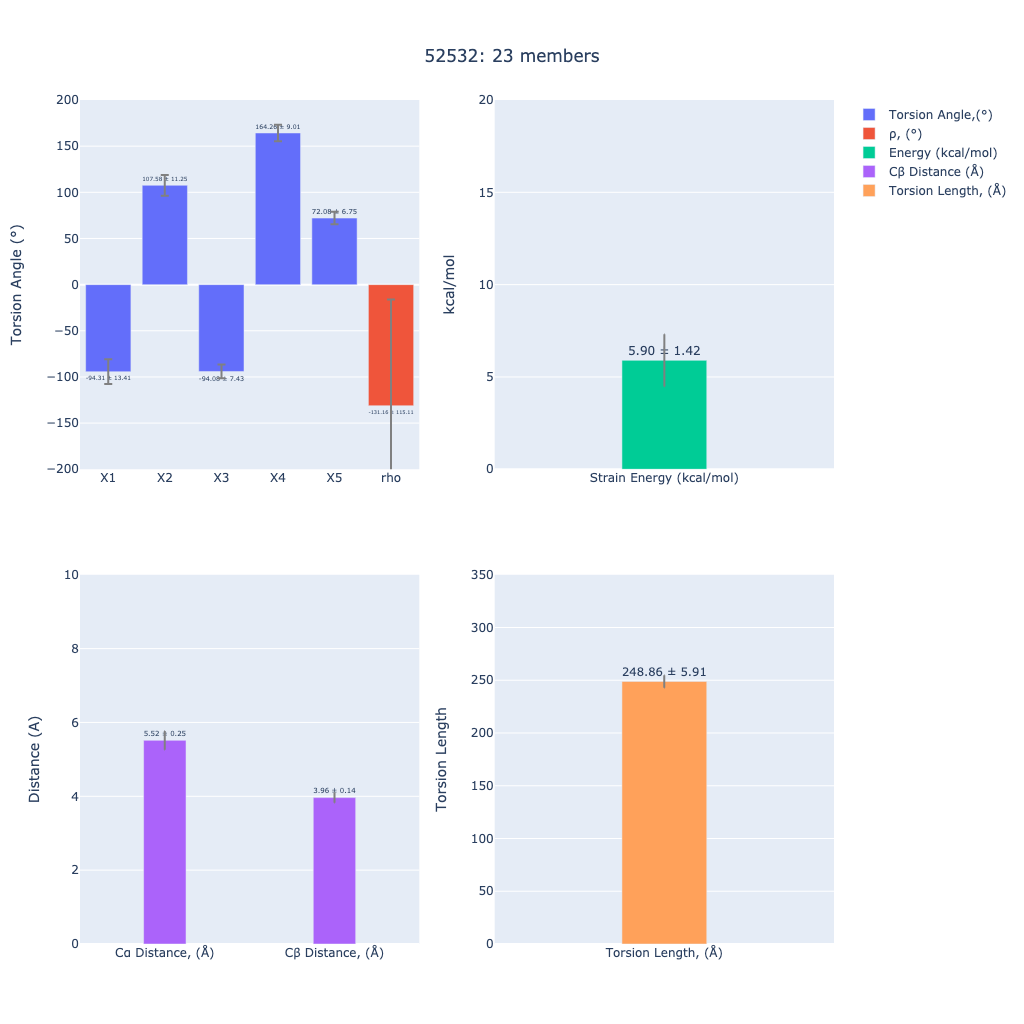 52532: 23 members
200
150
100
50
0
−50
−100
−150
−200
Torsion Angle (°)
-94.31 ± 13.41
107.58 ± 11.25
-94.08 ± 7.43
164.26 ± 9.01
72.08 ± 6.75
-131.16 ± 115.11
X1
X2
X3
X4
X5
rho
20
15
10
5
0
kcal/mol
5.90 ± 1.42
Strain Energy (kcal/mol)
Torsion Angle,(°)
ρ, (°)
Energy (kcal/mol)
Cβ Distance (Å)
Torsion Length, (Å)
10
8
6
4
2
0
Distance (A)
5.52 ± 0.25
3.96 ± 0.14
Cα Distance, (Å)
Cβ Distance, (Å)
350
300
250
200
150
100
50
0
Torsion Length
248.86 ± 5.91
Torsion Length, (Å)